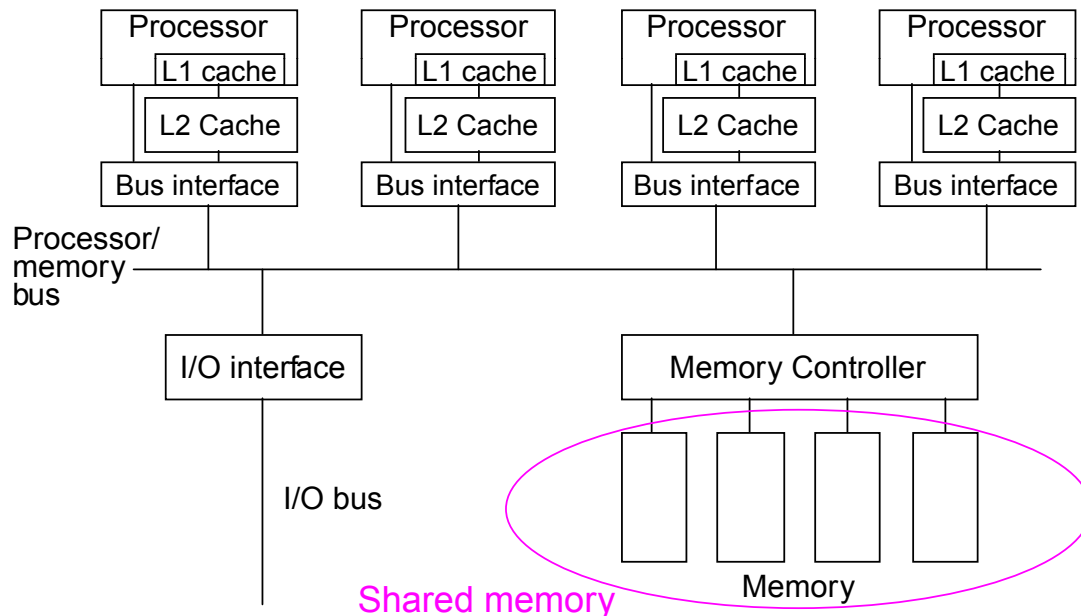 Processor
Processor
Processor
Processor
L1 cache
L1 cache
L1 cache
L1 cache
L2 Cache
L2 Cache
L2 Cache
L2 Cache
Bus interface
Bus interface
Bus interface
Bus interface
Processor/
memory
bus
I/O interface
Memory Controller
I/O bus
Memory
Shared memory